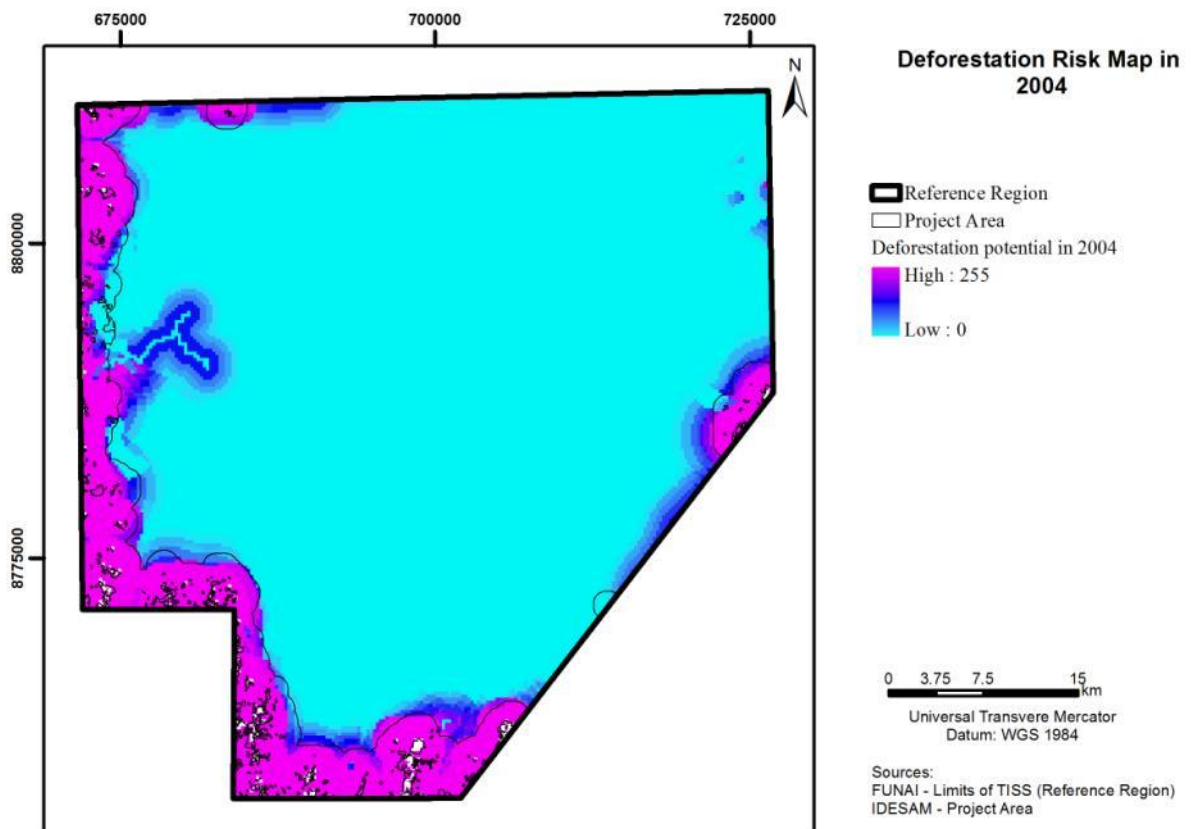 675000
700000
725000
8800000
8775000
N
Deforestation Risk Map in
2004
Reference Region
Project Area
Deforestation potential in 2004
High : 255
Low : 0
0 3.75 7.5 15
km
Universal Transvere Mercator
Datum: WGS 1984
Sources:
FUNAI - Limits of TISS (Reference Region)
IDESAM - Project Area